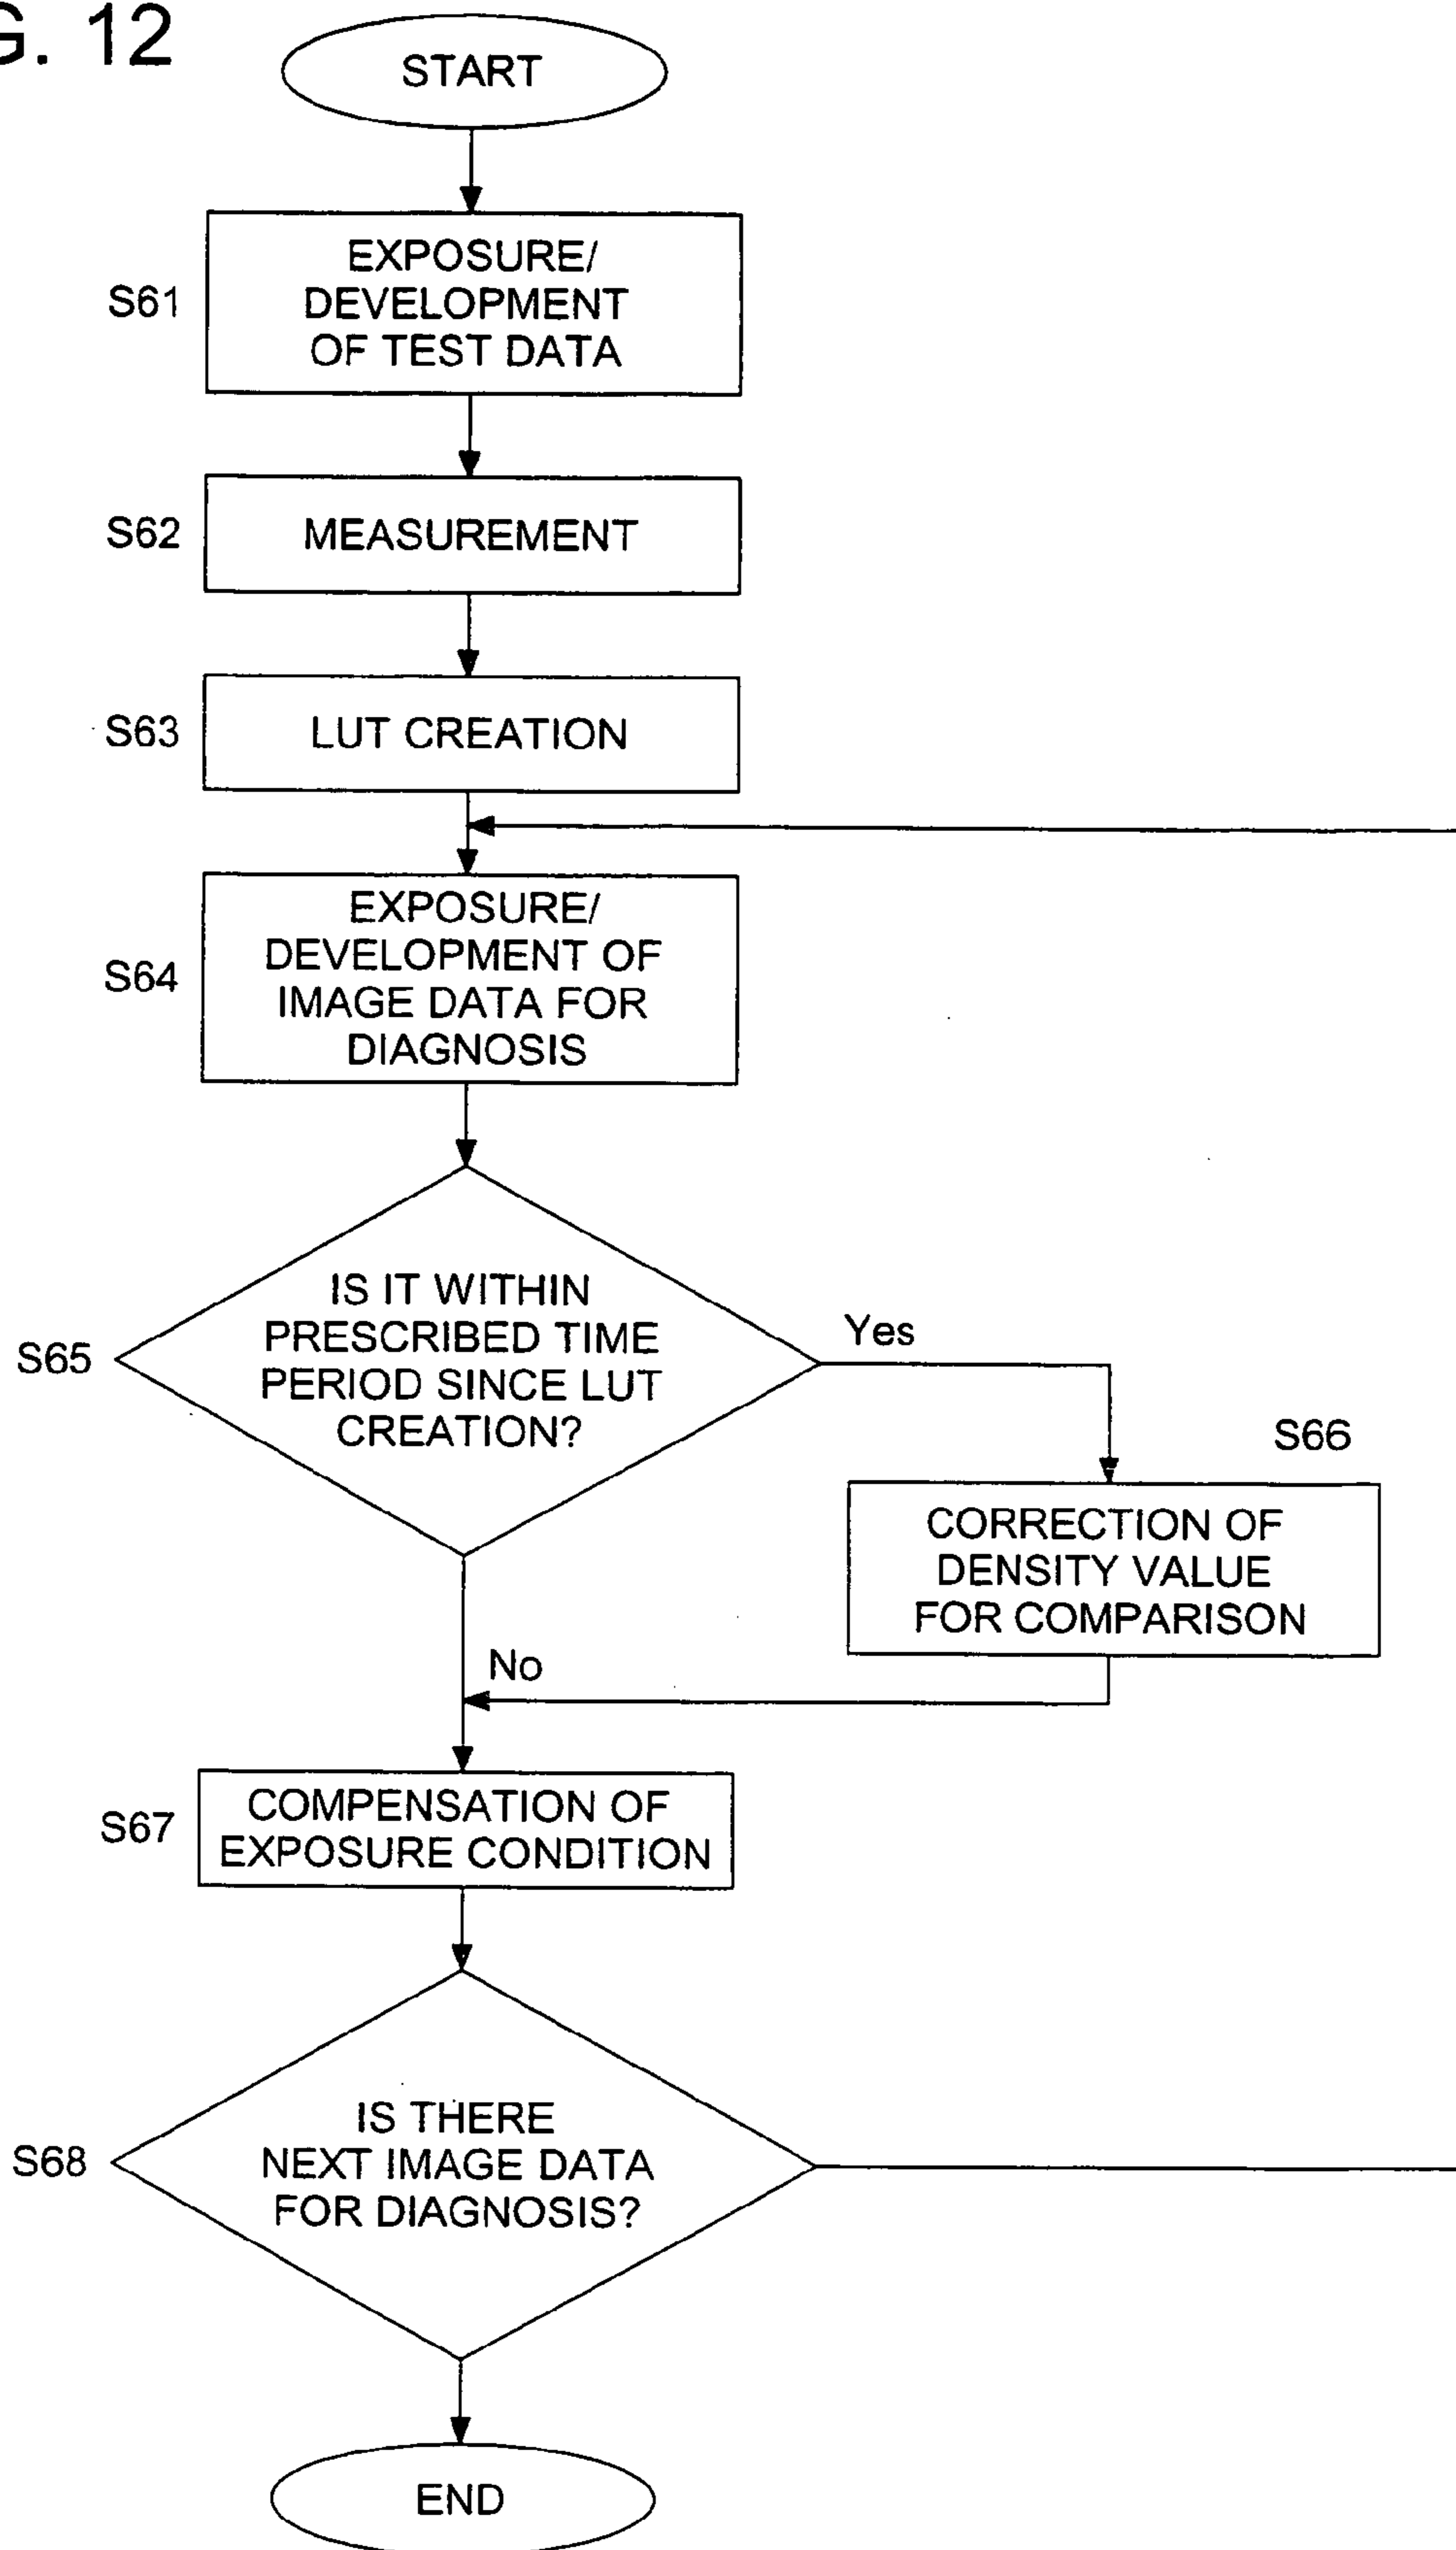 G. 12
START
S61
EXPOSURE/
DEVELOPMENT
OF TEST DATA
S62
MEASUREMENT
S63
LUT CREATION
S64
EXPOSURE/
DEVELOPMENT OF
IMAGE DATA FOR
DIAGNOSIS
S65
IS IT WITHIN
PRESCRIBED TIME
PERIOD SINCE LUT
CREATION?
Yes
S66
CORRECTION OF
DENSITY VALUE
FOR COMPARISON
No
S67
COMPENSATION OF
EXPOSURE CONDITION
S68
IS THERE
NEXT IMAGE DATA
FOR DIAGNOSIS?
END